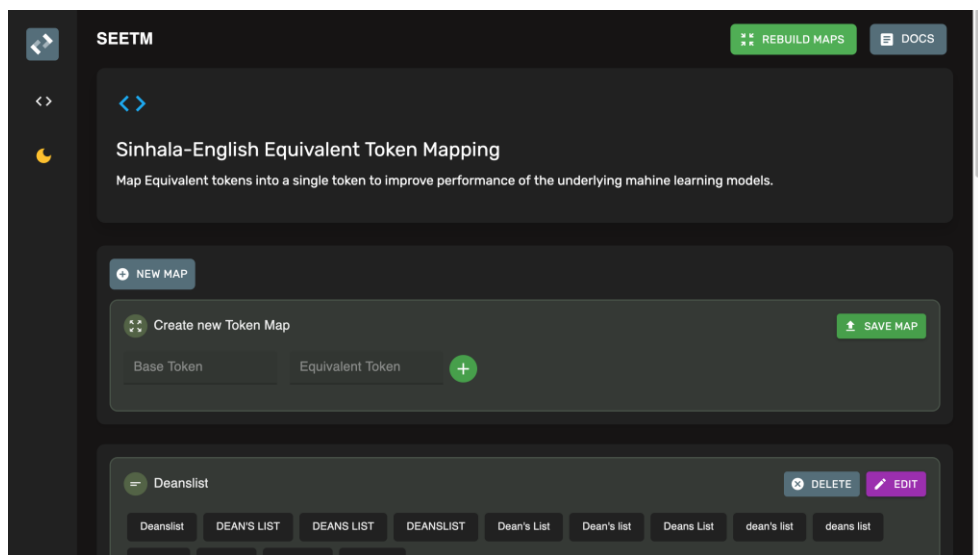 SEETM
REBUILD MAPS
DOCS
Sinhala-English Equivalent Token Mapping
Map Equivalent tokens into a single token to improve performance of the underlying mahine learning models.
NEW MAP
Create new Token Map
SAVE MAP
Base Token
Equivalent Token
Deanslist
DELETE
EDIT
Deanslist
DEAN'S LIST
DEANS LIST
DEANSLIST
Dean's List
Dean's list
Deans List
dean's list
deans list